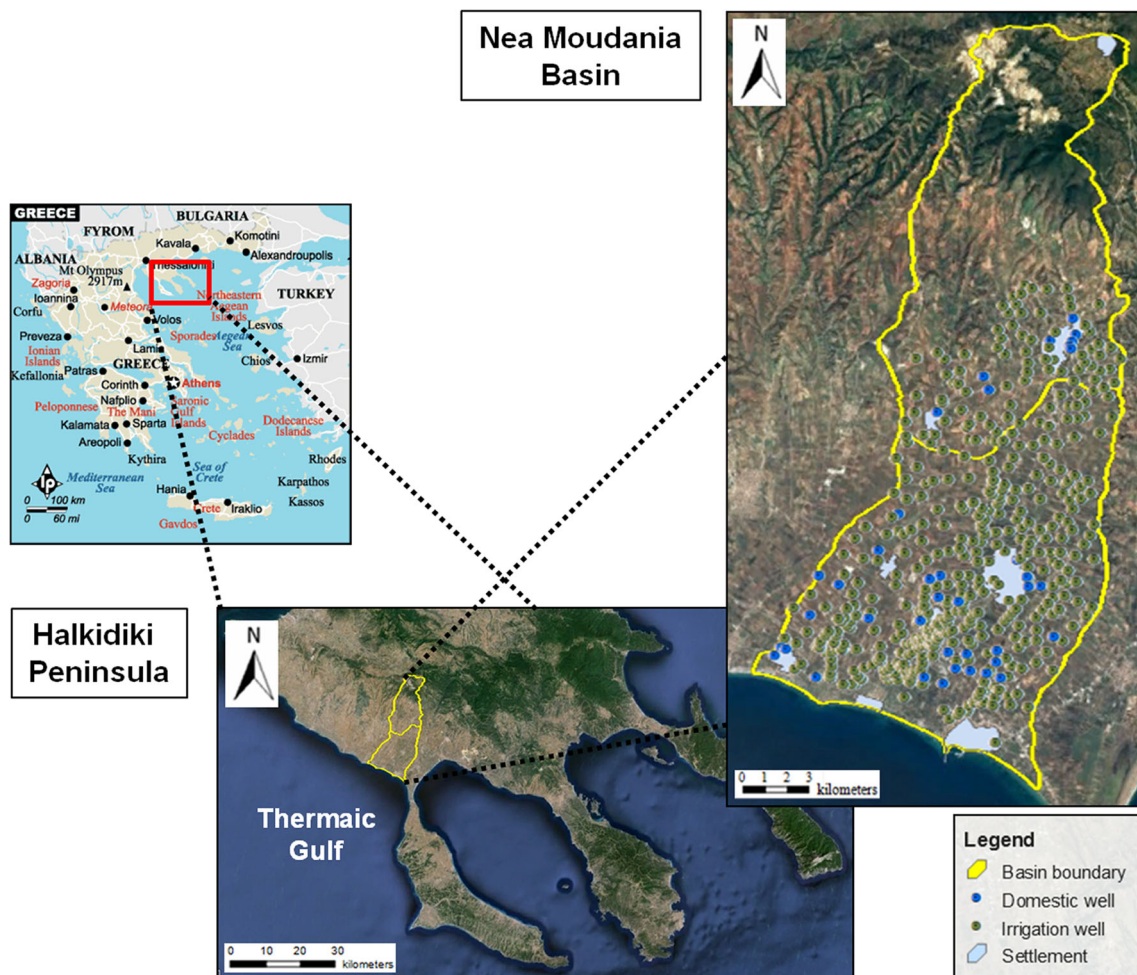 Nea Moudania
Basin
N
0 1 2 3
kilometers
GREECE
BULGARIA
FYROM
Komotini
Kavala
Alexandroupolis
ALBANIA
Thessaloniki
Mt Olympus
2917m
Zagoria
Ioannina
Meteora
Northeastern
Aegean
Islands
TURKEY
Corfu
Volos
Lesvos
Sporades
Aegean
Sea
Preveza
Lamia
Ionian
Islands
Chios
Izmir
GREECE
Kefallonia
Patras
Athens
Corinth
Nafplio
Saronic
Gulf
Islands
Peloponnese
The Mani
Dodecanese
Islands
Kalamata
Sparta
Cyclades
Areopoli
Kythira
Rhodes
Mediterranean
Sea
Sea of
Crete
Karpathos
Hania
Kassos
lp
0 100 km
0 60 mi
Crete
Iraklio
Gavdos
Halkidiki
Peninsula
N
Thermaic
Gulf
0 10 20 30
kilometers
Legend
Basin boundary
Domestic well
Irrigation well
Settlement